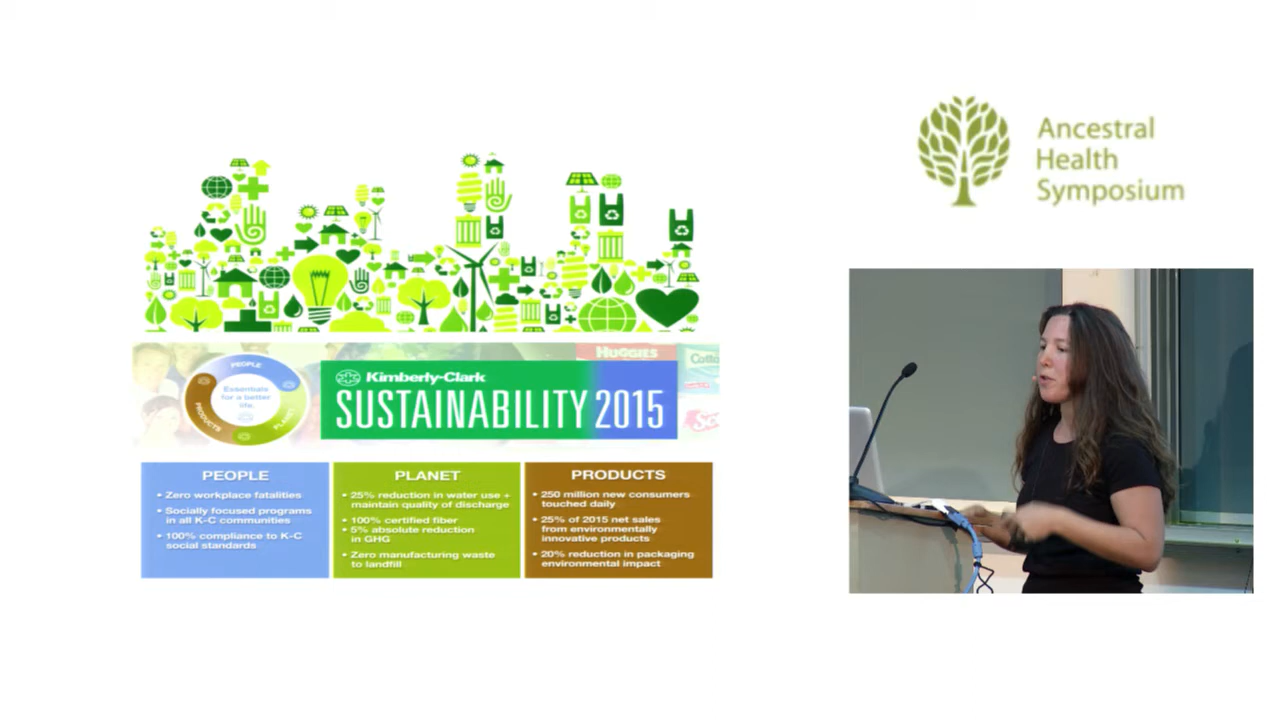 Ancestral
Health
Symposium
HUGGIES
PEOPLE
PRODUCTS
PLANET
Essentials
for a better
life.
Kimberly-Clark
SUSTAINABILITY 2015
PEOPLE
• Zero workplace fatalities
• Socially focused programs
in all K-C communities
• 100% compliance to K-C
social standards
PLANET
• 25% reduction in water use +
maintain quality of discharge
• 100% certified fiber
• 5% absolute reduction
in GHG
• Zero manufacturing waste
to landfill
PRODUCTS
• 250 million new consumers
touched daily
• 25% of 2015 net sales
from environmentally
innovative products
• 20% reduction in packaging
environmental impact